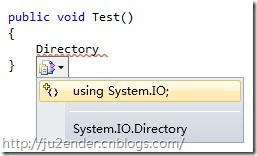 public void Test()
{
Directory
}
using System.IO;
System.IO.Directory
http://ju2ender.cnblogs.com/